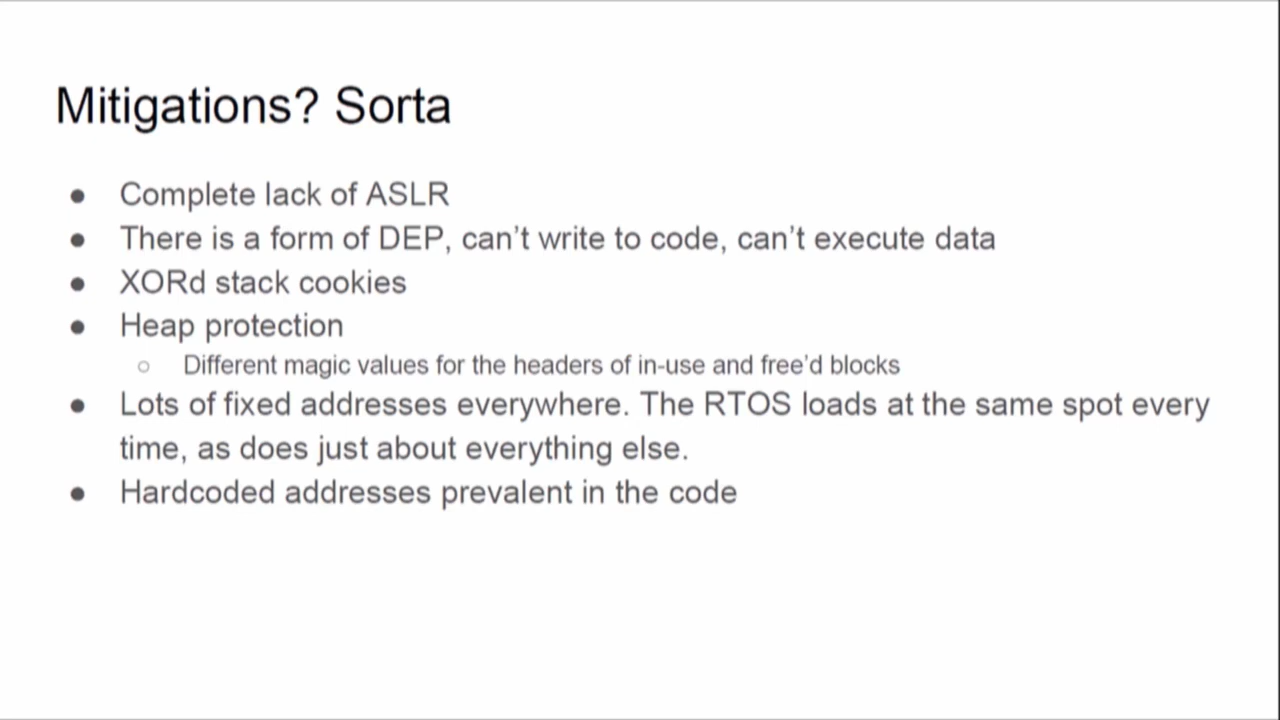 Mitigations? Sorta
● Complete lack of ASLR
● There is a form of DEP, can't write to code, can't execute data
● XORd stack cookies
● Heap protection
○ Different magic values for the headers of in-use and free'd blocks
● Lots of fixed addresses everywhere. The RTOS loads at the same spot every
time, as does just about everything else.
● Hardcoded addresses prevalent in the code